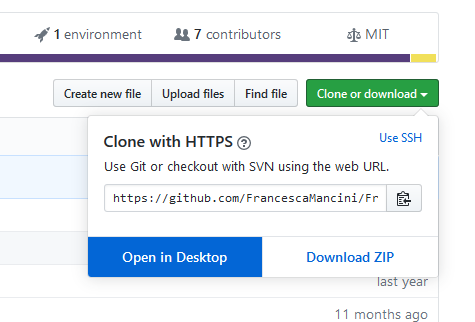 1 environment 7 contributors MIT
Create new file Upload files Find file Clone or download
Clone with HTTPS Use SSH
Use Git or checkout with SVN using the web URL.
https://github.com/FrancescaMancini/Fr
Open in Desktop Download ZIP
last year
11 months ago